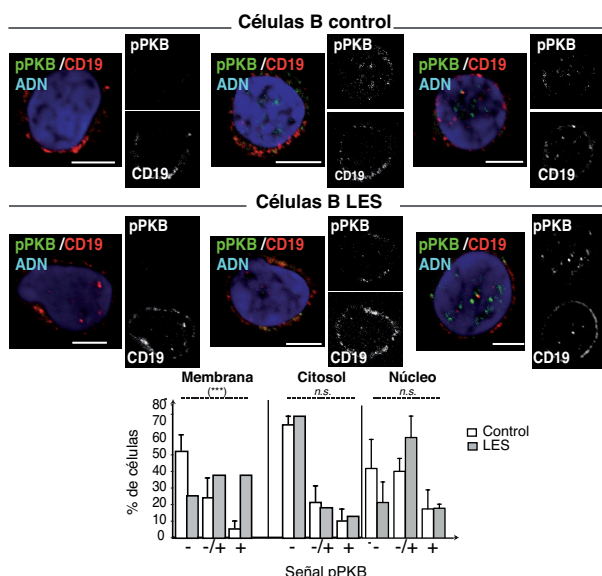 Células B control
pPKB/CD19
ADN
pPKB
CD19
pPKB/CD19
ADN
pPKB
CD19
pPKB/CD19
ADN
pPKB
CD19
Células B LES
pPKB/CD19
ADN
pPKB
CD19
pPKB/CD19
ADN
pPKB
CD19
pPKB/CD19
ADN
pPKB
CD19
Membrana Citosol Núcleo
(***) n.s. n.s.
Control
LES
% de células
80
70
60
50
40
30
20
10
0
- -/+ + - -/+ + - -/+ +
Señal pPKB